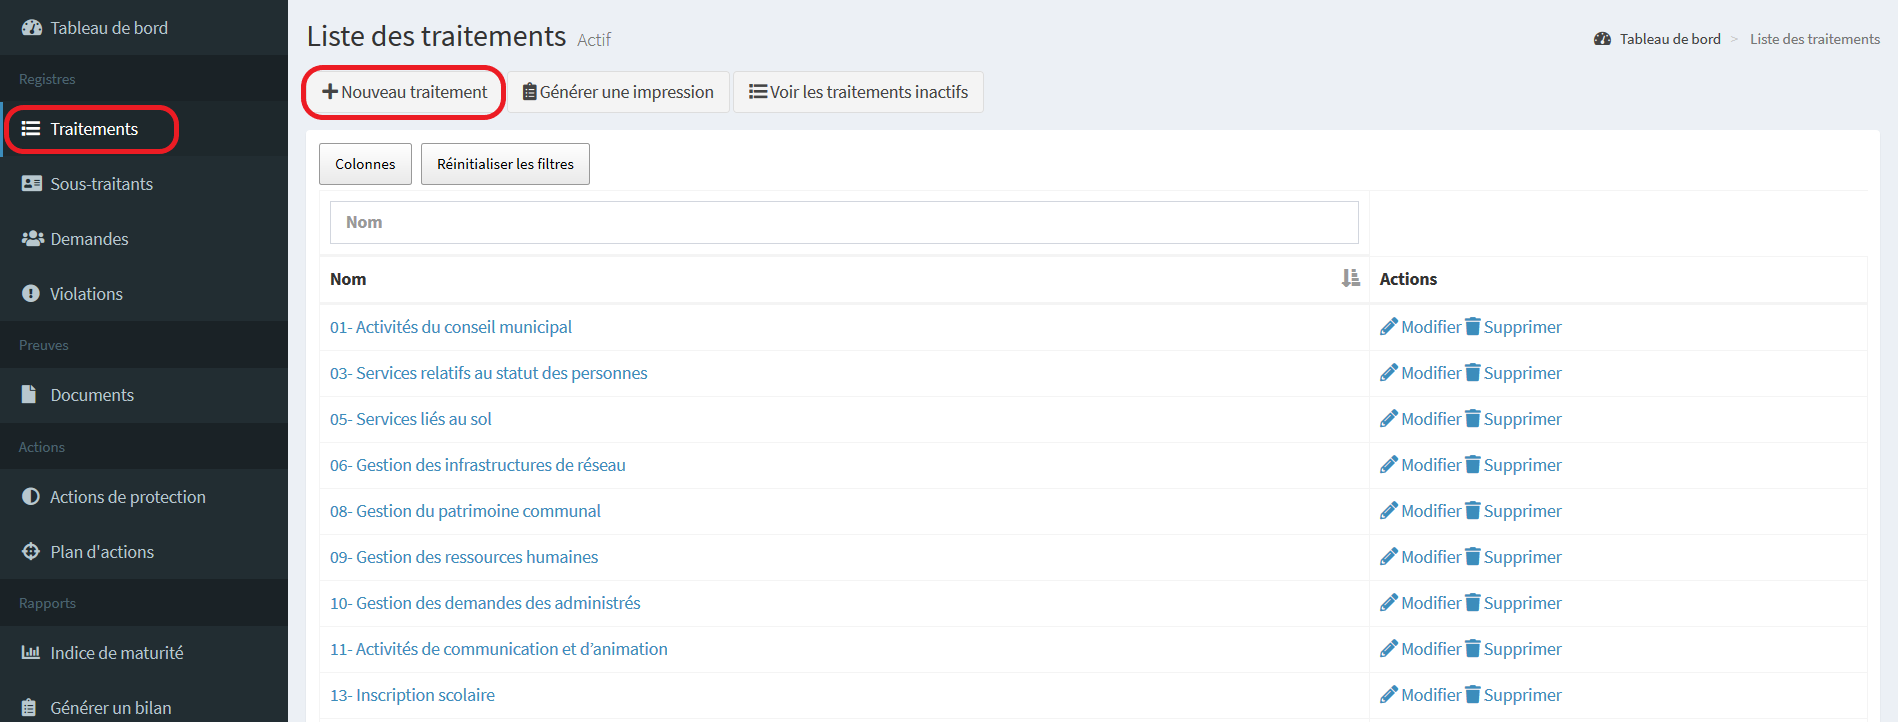 Tableau de bord
Registres
Traitements
Sous-traitants
Demandes
Violations
Preuves
Documents
Actions
Actions de protection
Plan d'actions
Rapports
Indice de maturité
Générer un bilan
Liste des traitements Actif
Tableau de bord > Liste des traitements
Nouveau traitement
Générer une impression
Voir les traitements inactifs
Colonnes
Réinitialiser les filtres
Nom
Nom Actions
01- Activités du conseil municipal Modifier Supprimer
03- Services relatifs au statut des personnes Modifier Supprimer
05- Services liés au sol Modifier Supprimer
06- Gestion des infrastructures de réseau Modifier Supprimer
08- Gestion du patrimoine communal Modifier Supprimer
09- Gestion des ressources humaines Modifier Supprimer
10- Gestion des demandes des administrés Modifier Supprimer
11- Activités de communication et d’animation Modifier Supprimer
13- Inscription scolaire Modifier Supprimer